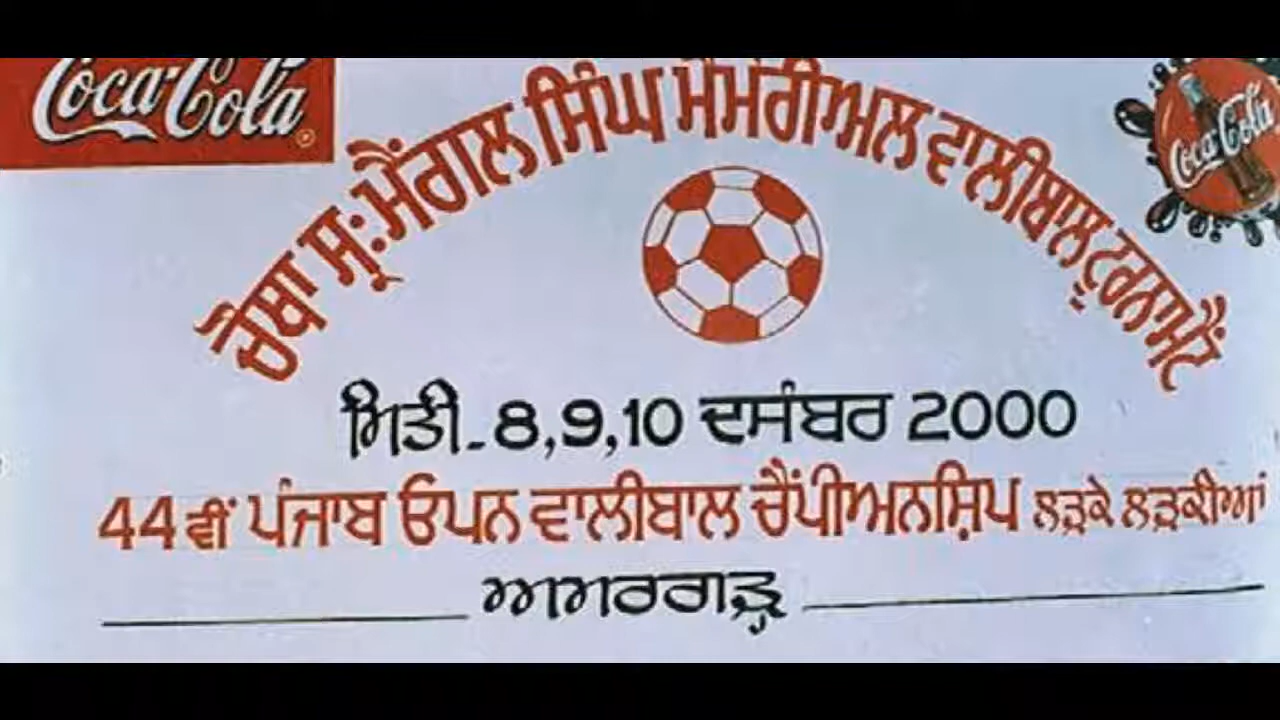 Coca-Cola
Coca-Cola
ਚੌਥਾ ਸ੍ਰ: ਮੈਂਗਲ ਸਿੰਘ ਮੈਮੋਰੀਅਲ ਵਾਲੀਬਾਲ ਟੂਰਨਾਮੈਂਟ
ਮਿਤੀ - 8,9,10 ਦਸੰਬਰ 2000
44 ਵੀਂ ਪੰਜਾਬ ਓਪਨ ਵਾਲੀਬਾਲ ਚੈਂਪੀਅਨਸ਼ਿਪ ਲੜਕੇ ਲੜਕੀਆਂ
ਅਮਰਗੜ੍ਹ